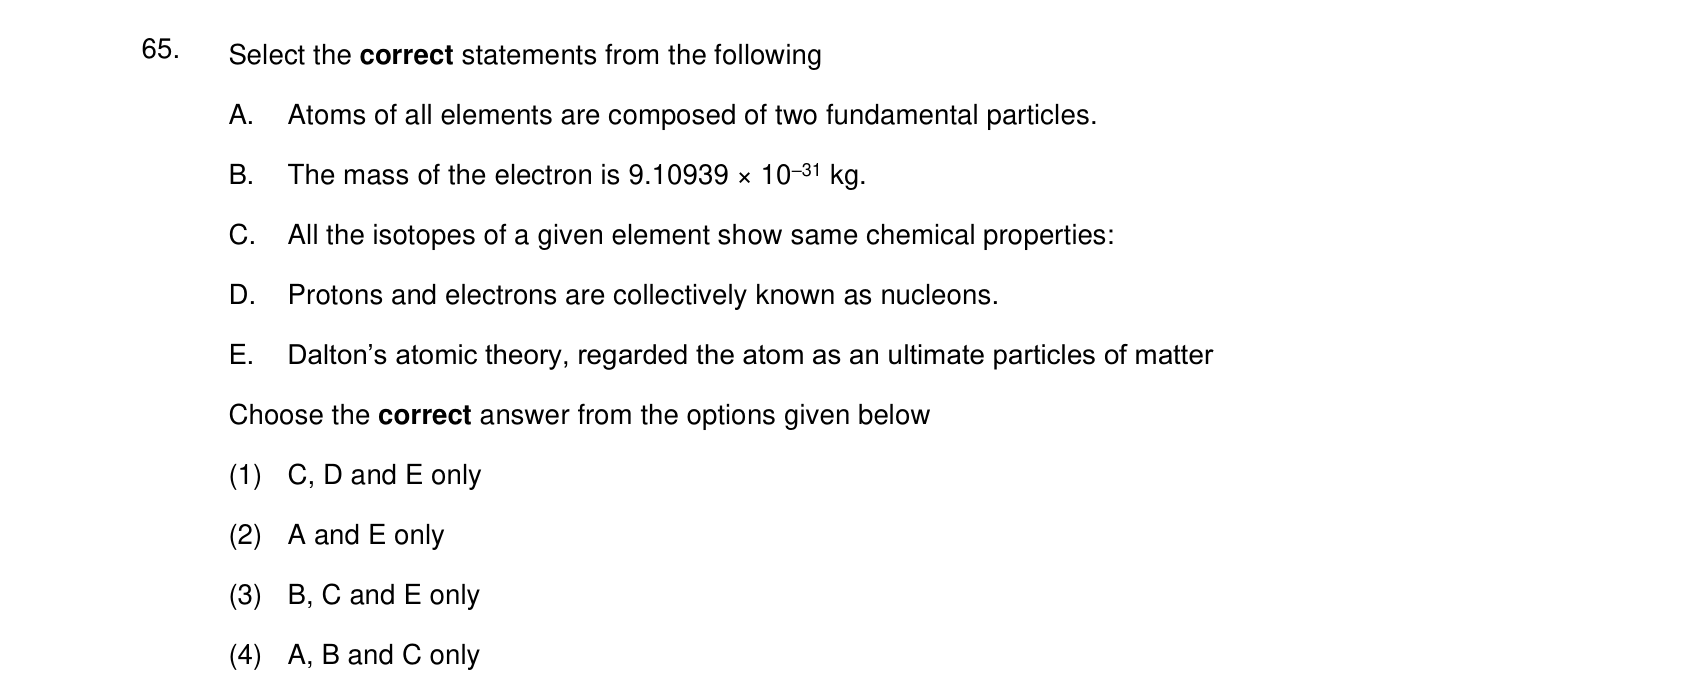 65. Select the correct statements from the following
A. Atoms of all elements are composed of two fundamental particles.
B. The mass of the electron is 9.10939 × 10⁻³¹ kg.
C. All the isotopes of a given element show same chemical properties:
D. Protons and electrons are collectively known as nucleons.
E. Dalton’s atomic theory, regarded the atom as an ultimate particles of matter
Choose the correct answer from the options given below
(1) C, D and E only
(2) A and E only
(3) B, C and E only
(4) A, B and C only